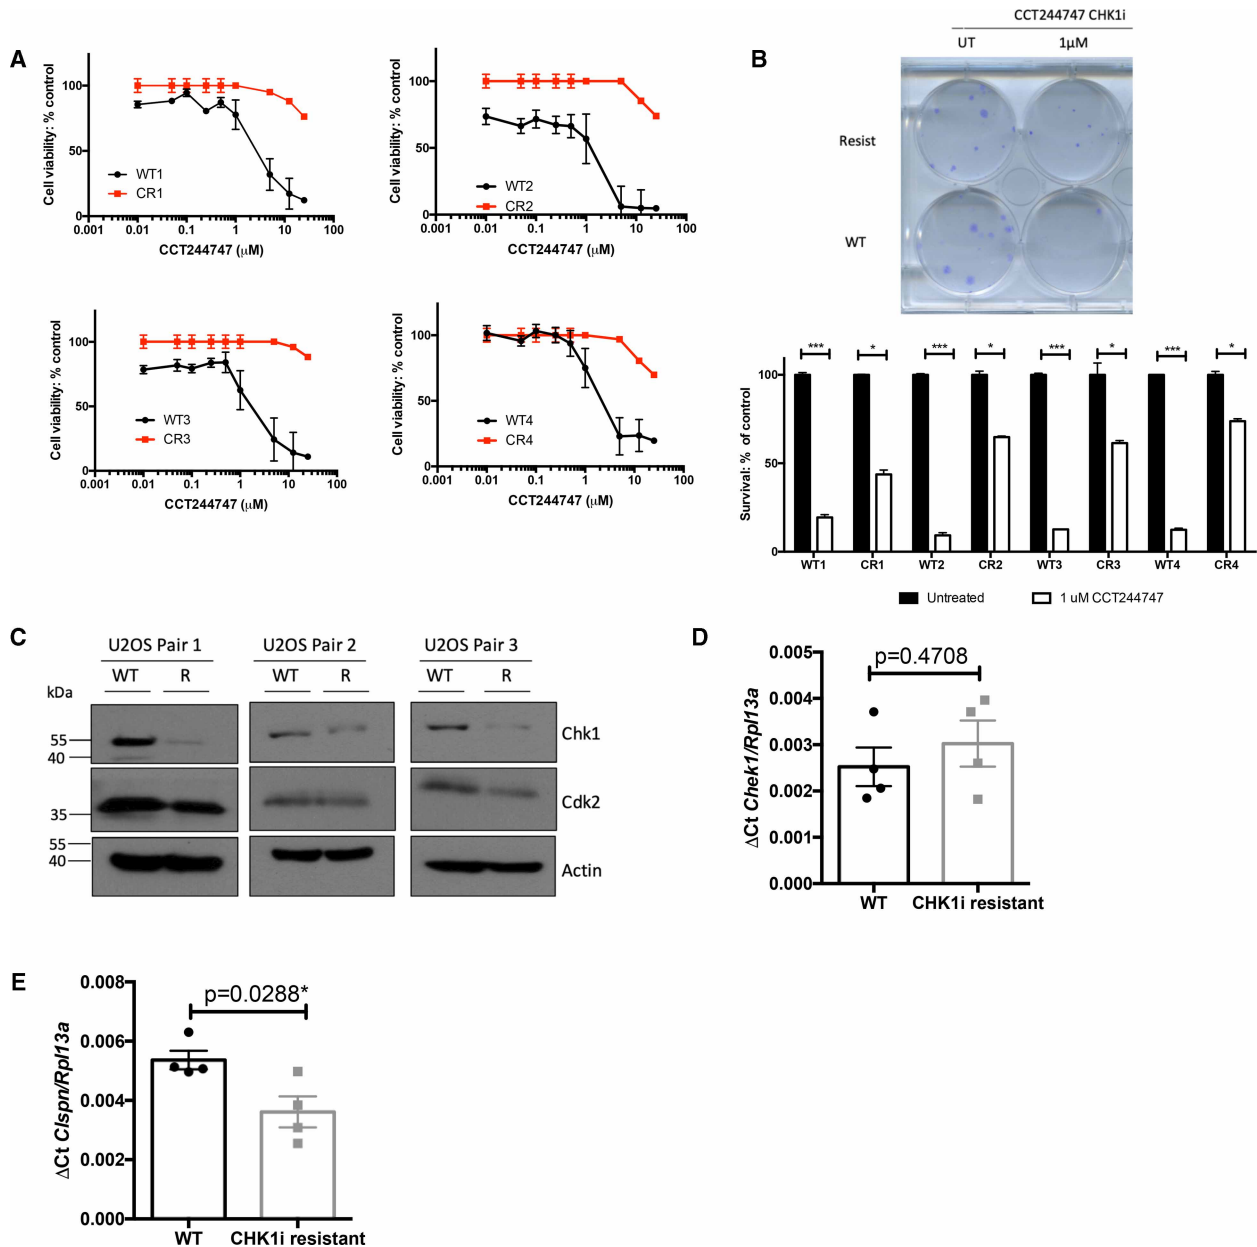 A
Cell viability: % control
100
50
0
WT1
CR1
0.001 0.01 0.1 1 10 100
CCT244747 (μM)
Cell viability: % control
100
50
0
WT2
CR2
0.001 0.01 0.1 1 10 100
CCT244747 (μM)
Cell viability: % control
100
50
0
WT3
CR3
0.001 0.01 0.1 1 10 100
CCT244747 (μM)
Cell viability: % control
100
50
0
WT4
CR4
0.001 0.01 0.1 1 10 100
CCT244747 (μM)
B
CCT244747 CHK1i
UT 1μM
Resist
WT
*** * *** * *** * *** *
Survival: % of control
100
50
0
WT1 CR1 WT2 CR2 WT3 CR3 WT4 CR4
Untreated 1 uM CCT244747
C
U2OS Pair 1 U2OS Pair 2 U2OS Pair 3
WT R WT R WT R
kDa
55
40
Chk1
35
Cdk2
55
40
Actin
D
ΔCt Chek1/Rpl13a
p=0.4708
0.005
0.004
0.003
0.002
0.001
0.000
WT CHK1i resistant
E
ΔCt Clspn/Rpl13a
p=0.0288*
0.008
0.006
0.004
0.002
0.000
WT CHK1i resistant